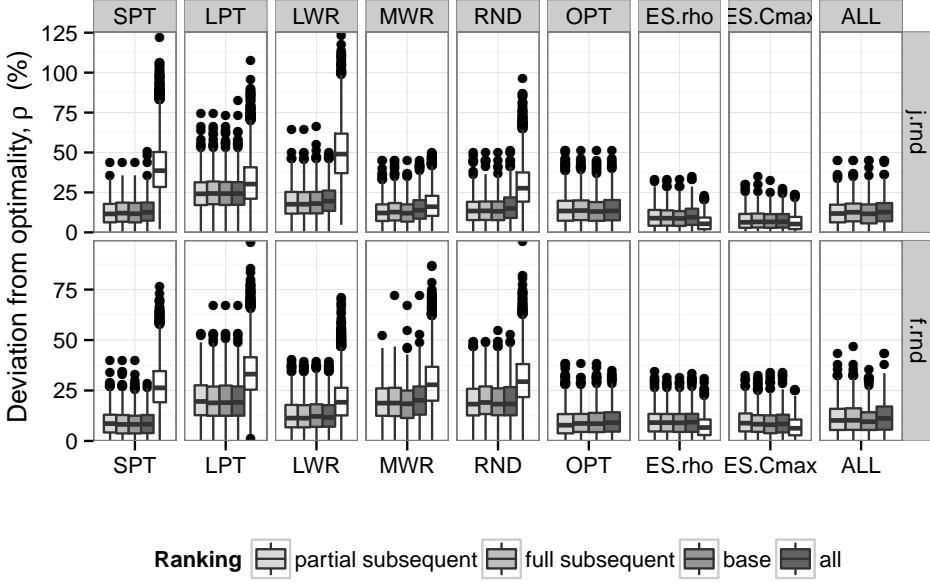 SPT LPT LWR MWR RND OPT ES.rho ES.Cmax ALL
Deviation from optimality, ρ (%)
125
100
75
50
25
0
j.rnd
75
50
25
0
f.rnd
SPT LPT LWR MWR RND OPT ES.rho ES.Cmax ALL
Ranking partial subsequent full subsequent base all